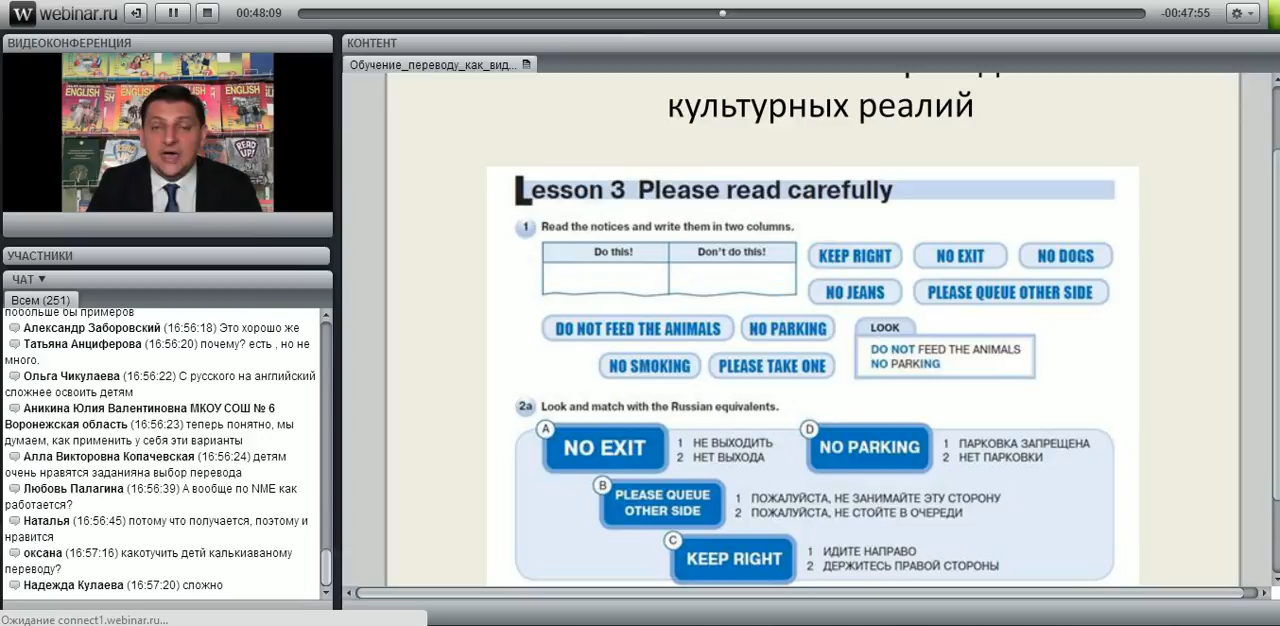 W webinar.ru
00:48:09
-00:47:55
ВИДЕОКОНФЕРЕНЦИЯ
ENGLISH
ENGLISH
READ UP!
УЧАСТНИКИ
ЧАТ ▼
Всем (251)
побольше бы примеров
Александр Заборовский (16:56:18) Это хорошо же
Татьяна Анциферова (16:56:20) почему? есть , но не
много.
Ольга Чикулаева (16:56:22) С русского на английский
сложнее освоить детям
Аникина Юлия Валентиновна МКОУ СОШ № 6
Воронежская область (16:56:23) теперь понятно, мы
думаем, как применить у себя эти варианты
Алла Викторовна Копачевская (16:56:24) детям
очень нравятся заданияна выбор перевода
Любовь Палагина (16:56:39) А вообще по NME как
работается?
Наталья (16:56:45) потому что получается, поэтому и
нравится
оксана (16:57:16) какотучить детй калькиаваному
переводу?
Надежда Кулаева (16:57:20) сложно
Ожидание connect1.webinar.ru...
КОНТЕНТ
Обучение_переводу_как_вид...
культурных реалий
Lesson 3 Please read carefully
1 Read the notices and write them in two columns.
Do this! Don't do this!
KEEP RIGHT NO EXIT NO DOGS
NO JEANS PLEASE QUEUE OTHER SIDE
DO NOT FEED THE ANIMALS NO PARKING
NO SMOKING PLEASE TAKE ONE
LOOK
DO NOT FEED THE ANIMALS
NO PARKING
2a Look and match with the Russian equivalents.
A NO EXIT
1 НЕ ВЫХОДИТЬ
2 НЕТ ВЫХОДА
D NO PARKING
1 ПАРКОВКА ЗАПРЕЩЕНА
2 НЕТ ПАРКОВКИ
B PLEASE QUEUE
OTHER SIDE
1 ПОЖАЛУЙСТА, НЕ ЗАНИМАЙТЕ ЭТУ СТОРОНУ
2 ПОЖАЛУЙСТА, НЕ СТОЙТЕ В ОЧЕРЕДИ
C KEEP RIGHT
1 ИДИТЕ НАПРАВО
2 ДЕРЖИТЕСЬ ПРАВОЙ СТОРОНЫ